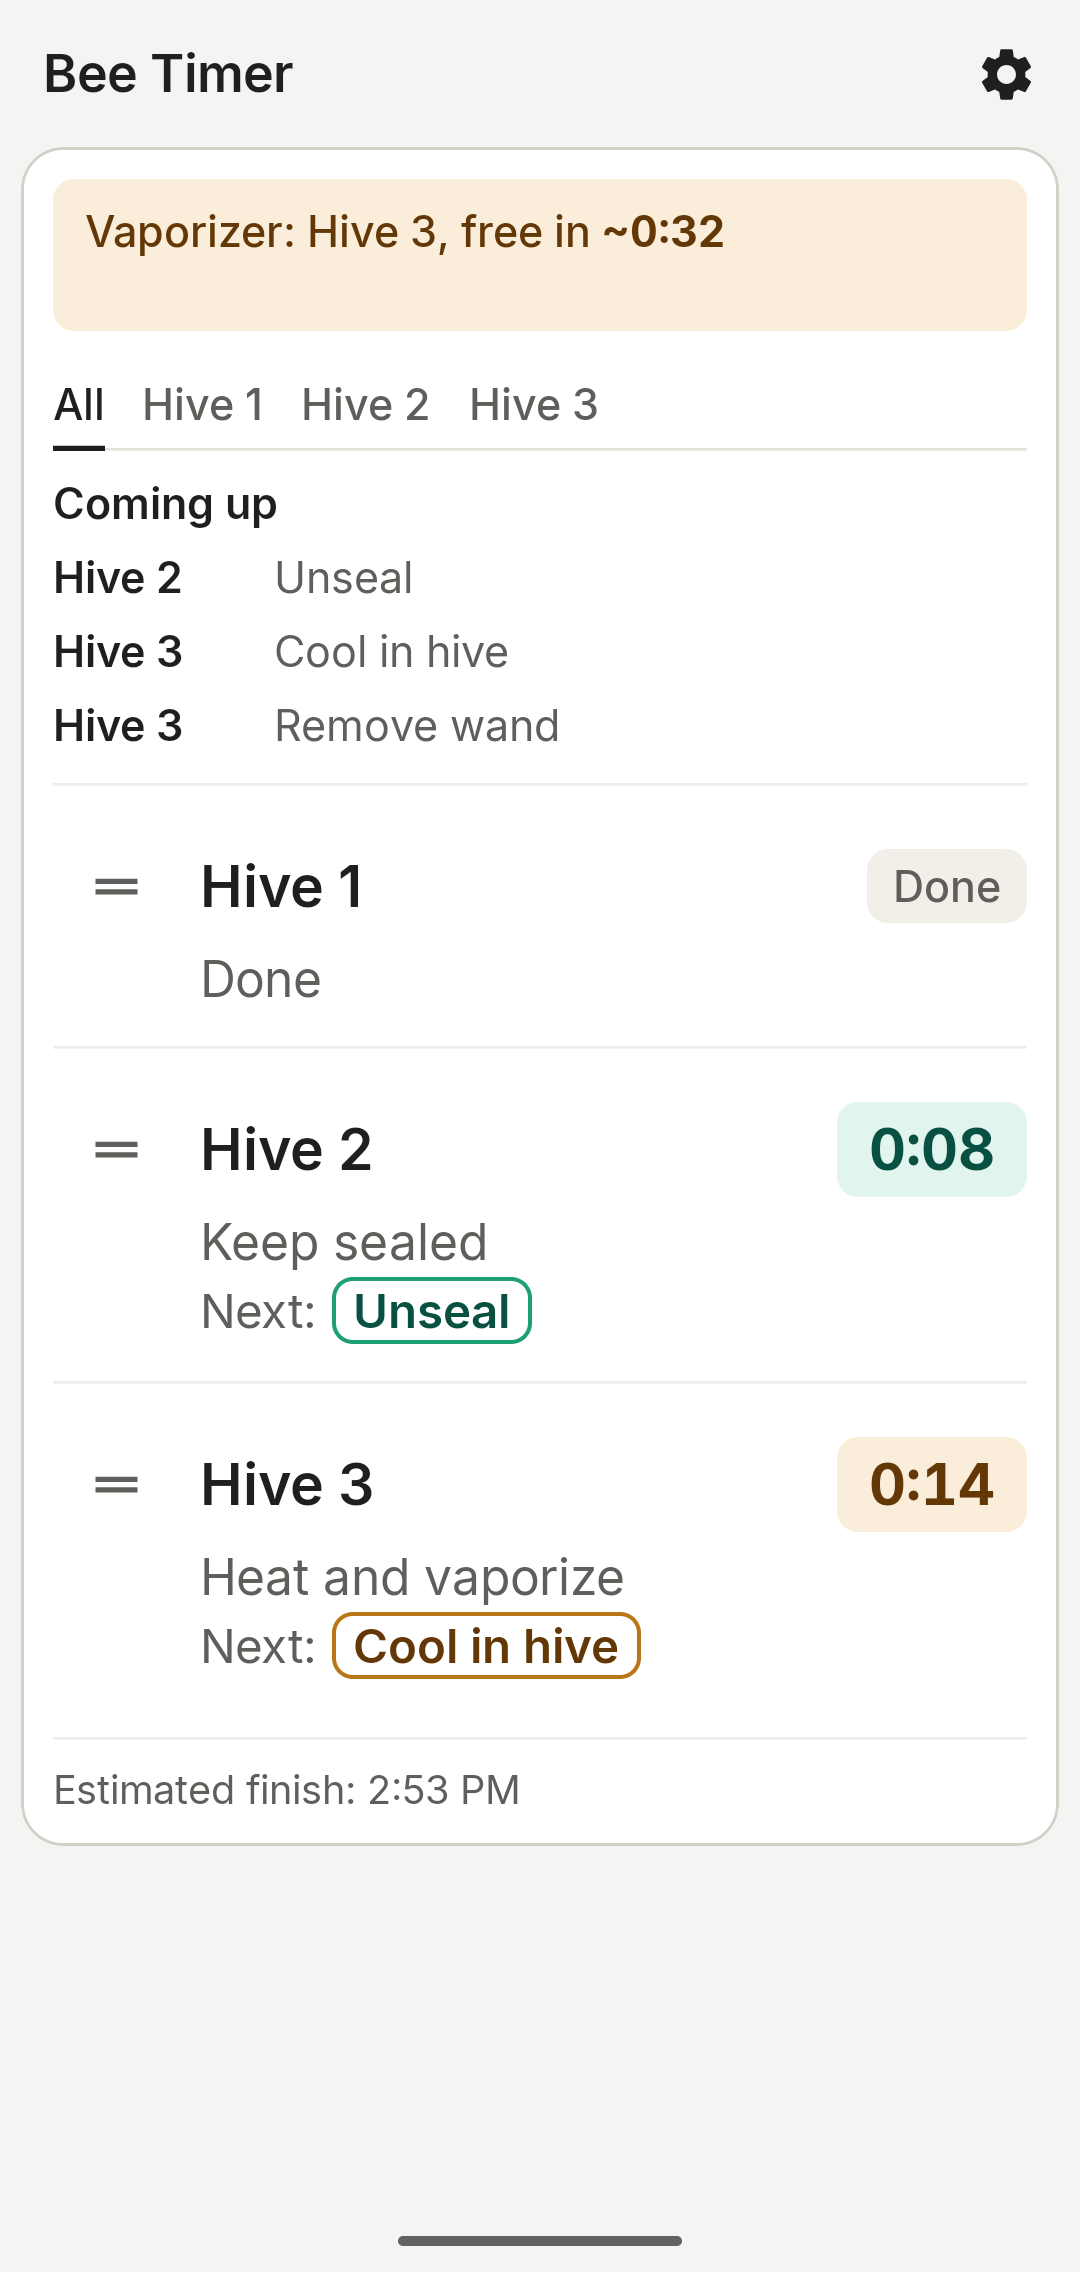 Bee Timer
Vaporizer: Hive 3, free in ~0:32
All Hive 1 Hive 2 Hive 3
Coming up
Hive 2 Unseal
Hive 3 Cool in hive
Hive 3 Remove wand
Hive 1 Done
Done
Hive 2 0:08
Keep sealed
Next: Unseal
Hive 3 0:14
Heat and vaporize
Next: Cool in hive
Estimated finish: 2:53 PM